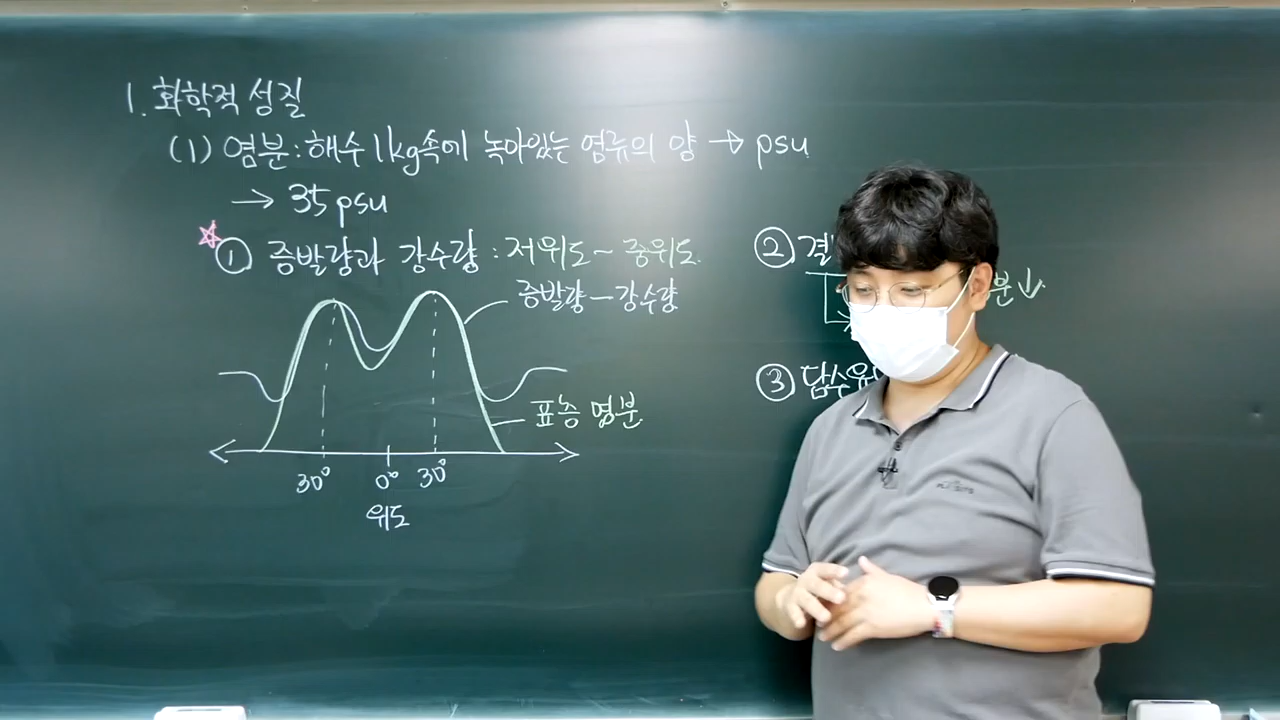 1. 화학적 성질
(1) 염분 : 해수 1kg속에 녹아있는 염류의 양 → psu
→ 35 psu
☆① 증발량과 강수량 : 저위도 ~ 중위도
증발량 - 강수량
표층 염분
30° 0° 30°
위도
② 결
분↓
③ 담수